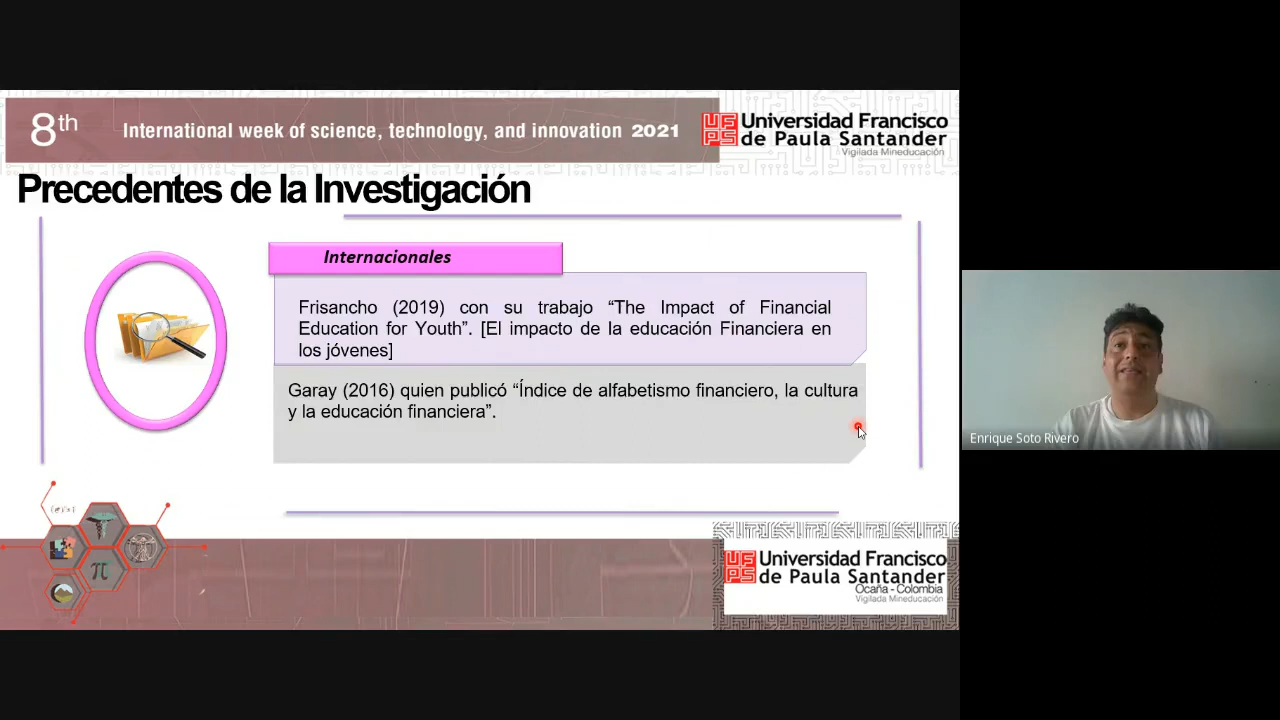 8th
International week of science, technology, and innovation 2021
UFPS
Universidad Francisco
de Paula Santander
Vigilada Mineducación
Precedentes de la Investigación
Internacionales
Frisancho (2019) con su trabajo “The Impact of Financial
Education for Youth”. [El impacto de la educación Financiera en
los jóvenes]
Garay (2016) quien publicó “Índice de alfabetismo financiero, la cultura
y la educación financiera”.
Enrique Soto Rivero
π
UFPS
Universidad Francisco
de Paula Santander
Ocaña - Colombia
Vigilada Mineducación